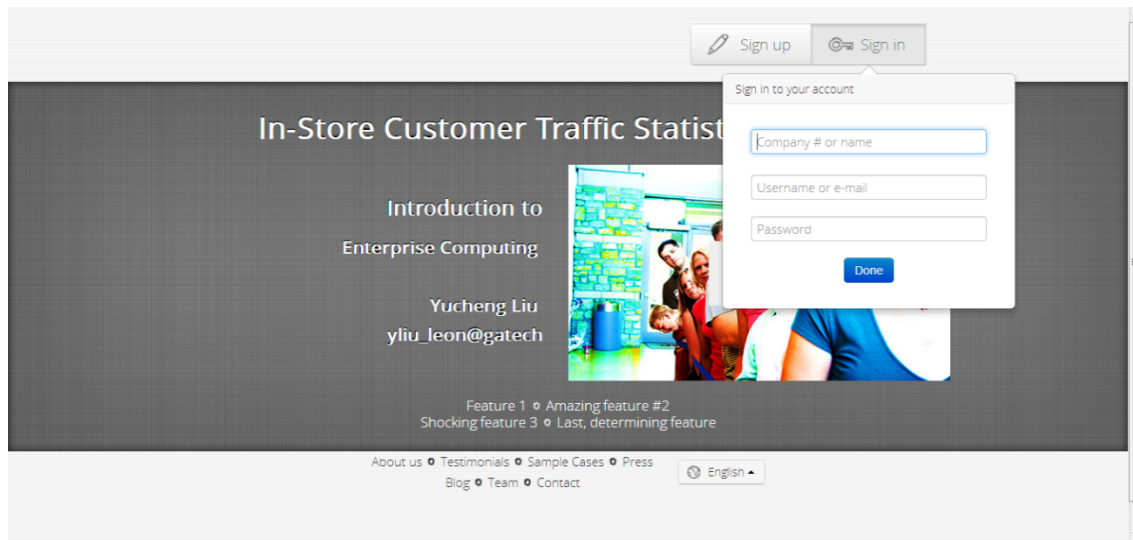 Sign up
Sign in
Sign in to your account
Company # or name
Username or e-mail
Password
Done
In-Store Customer Traffic Statist
Introduction to
Enterprise Computing
Yucheng Liu
yliu_leon@gatech
Feature 1 Amazing feature #2
Shocking feature 3 Last, determining feature
About us Testimonials Sample Cases Press
Blog Team Contact
English